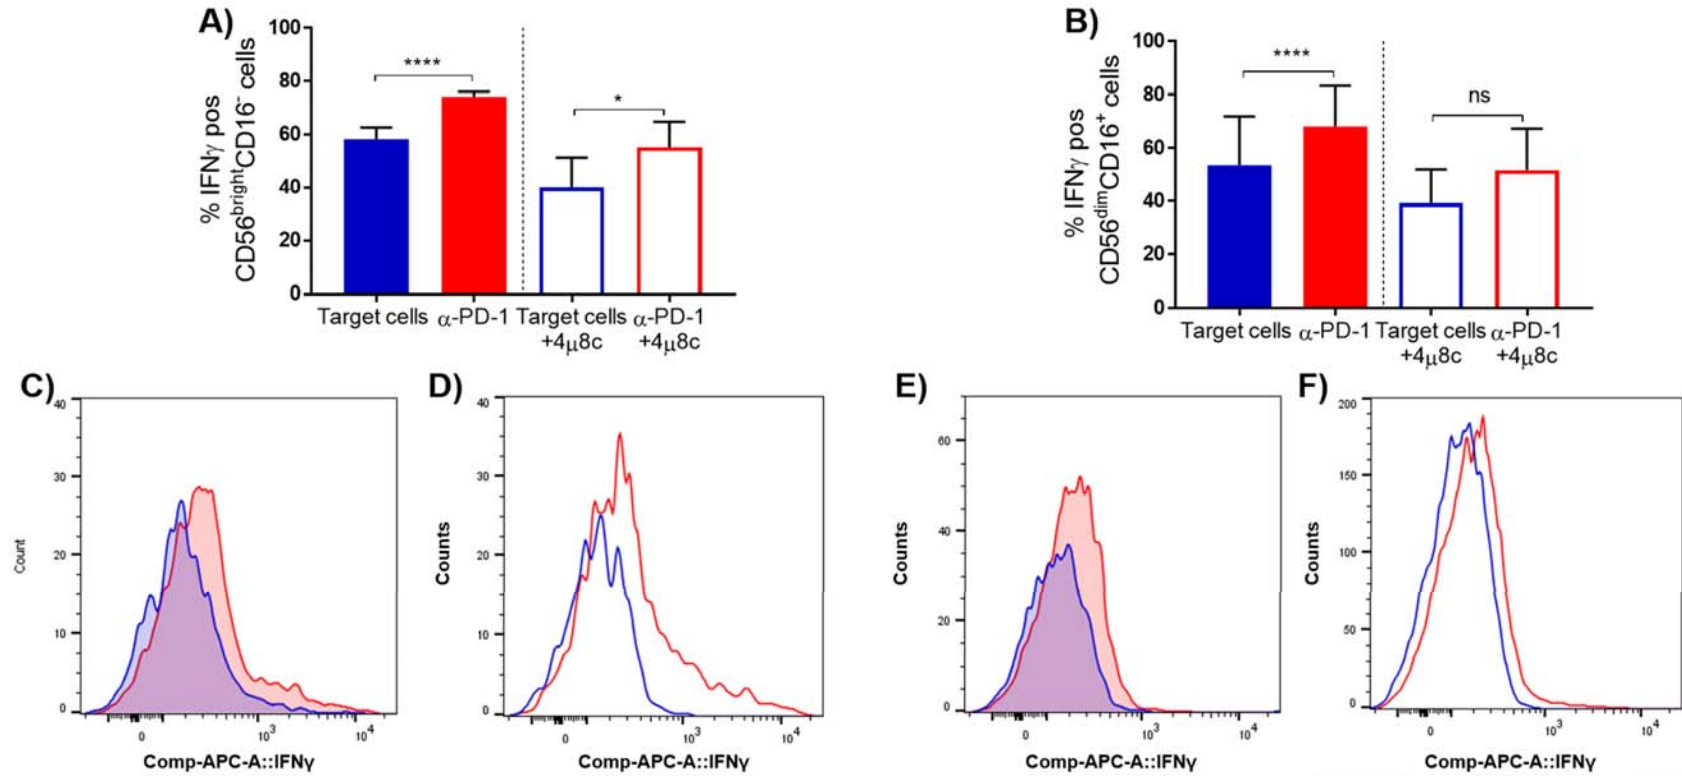 A)
% IFNγ pos
CD56brightCD16- cells
100
80
60
40
20
0
****
*
Target cells α-PD-1 Target cells α-PD-1
+4μ8c +4μ8c
B)
% IFNγ pos
CD56dimCD16+ cells
100
80
60
40
20
0
****
ns
Target cells α-PD-1 Target cells α-PD-1
+4μ8c +4μ8c
C)
Count
40
30
20
10
0
0 10³ 10⁴
Comp-APC-A::IFNγ
D)
Counts
40
30
20
10
0
0 10³ 10⁴
Comp-APC-A::IFNγ
E)
Counts
60
40
20
0
0 10³ 10⁴
Comp-APC-A::IFNγ
F)
Counts
200
150
100
50
0
0 10³ 10⁴
Comp-APC-A::IFNγ